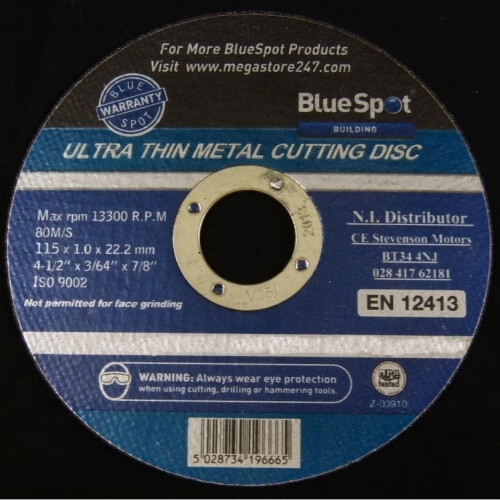 For More BlueSpot Products
Visit www.megastore247.com
BLUE
WARRANTY
SPOT
BlueSpot
BUILDING
ULTRA THIN METAL CUTTING DISC
Max rpm 13300 R.P.M
80M/S
115 x 1.0 x 22.2 mm
4-1/2" x 3/64" x 7/8"
ISO 9002
Not permitted for face grinding
N.I. Distributor
CE Stevenson Motors
BT34 4NJ
028 417 62181
EN 12413
WARNING: Always wear eye protection
when using cutting, drilling or hammering tools.
tested
Z-03910
5 028734 196665